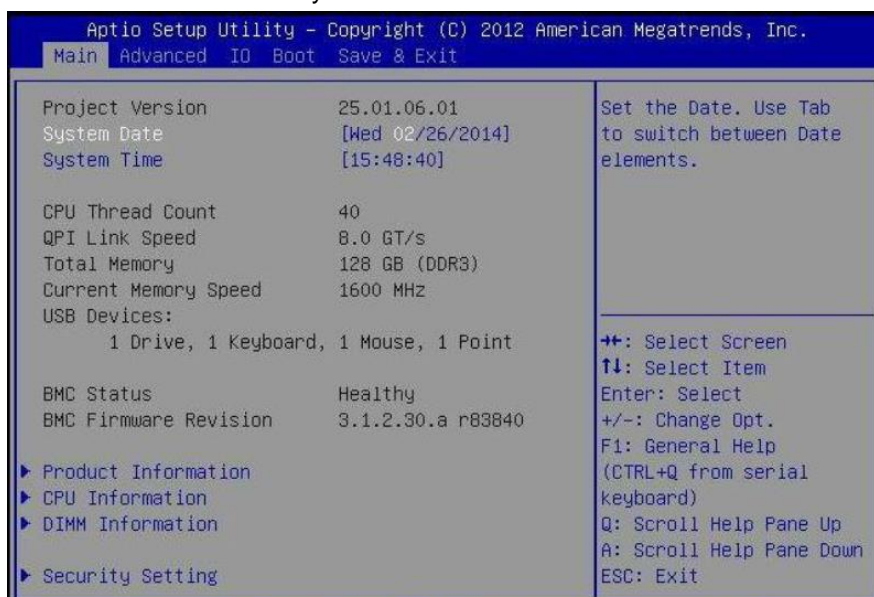 Aptio Setup Utility – Copyright (C) 2012 American Megatrends, Inc.
Main Advanced IO Boot Save & Exit
Project Version 25.01.06.01
System Date [Wed 02/26/2014]
System Time [15:48:40]
CPU Thread Count 40
QPI Link Speed 8.0 GT/s
Total Memory 128 GB (DDR3)
Current Memory Speed 1600 MHz
USB Devices:
1 Drive, 1 Keyboard, 1 Mouse, 1 Point
BMC Status Healthy
BMC Firmware Revision 3.1.2.30.a r83840
▶ Product Information
▶ CPU Information
▶ DIMM Information
▶ Security Setting
Set the Date. Use Tab
to switch between Date
elements.
→←: Select Screen
↑↓: Select Item
Enter: Select
+/-: Change Opt.
F1: General Help
(CTRL+Q from serial
keyboard)
Q: Scroll Help Pane Up
A: Scroll Help Pane Down
ESC: Exit